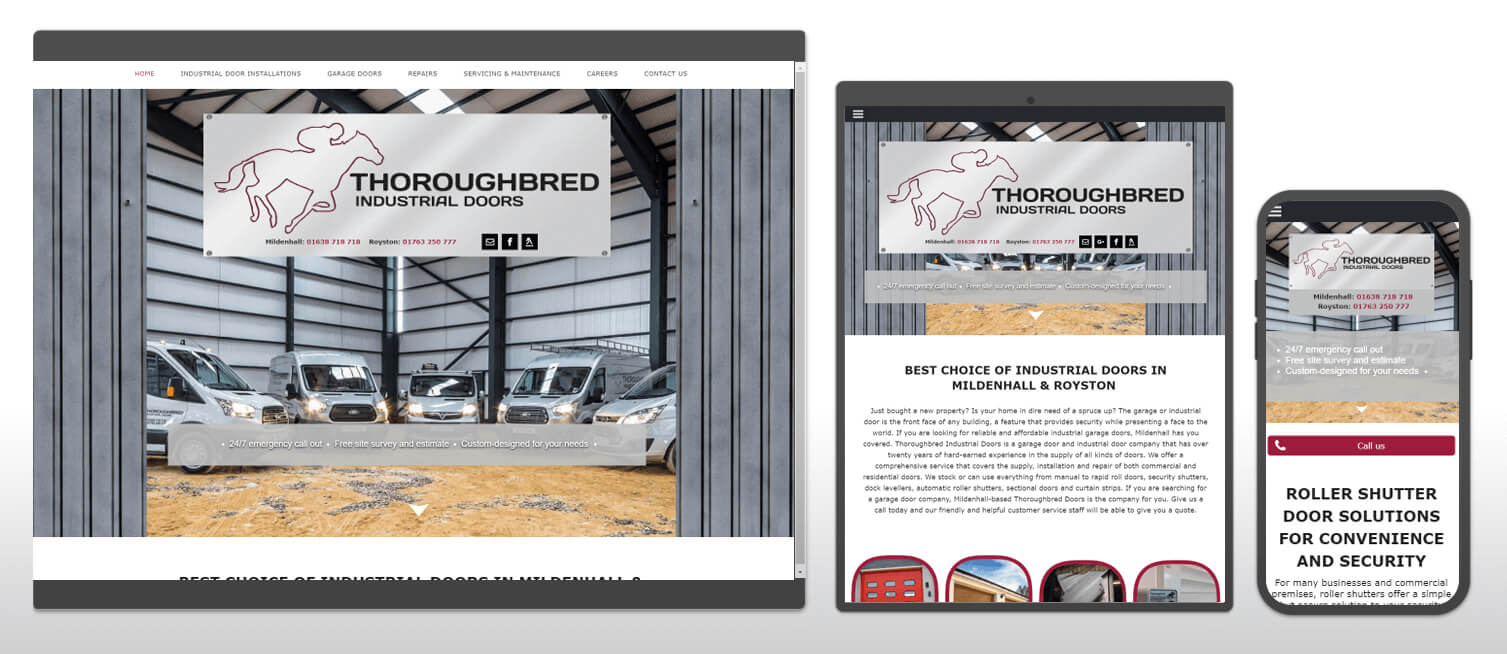 HOME INDUSTRIAL DOOR INSTALLATIONS GARAGE DOORS REPAIRS SERVICING & MAINTENANCE CAREERS CONTACT US
THOROUGHBRED
INDUSTRIAL DOORS
Mildenhall: 01638 718 718 Royston: 01763 250 777
THOROUGHBRED
• 24/7 emergency call out • Free site survey and estimate • Custom-designed for your needs •
BEST CHOICE OF INDUSTRIAL DOORS IN MILDENHALL &
THOROUGHBRED
INDUSTRIAL DOORS
Mildenhall: 01638 718 718 Royston: 01763 250 777
• 24/7 emergency call out • Free site survey and estimate • Custom-designed for your needs •
BEST CHOICE OF INDUSTRIAL DOORS IN
MILDENHALL & ROYSTON
Just bought a new property? Is your home in dire need of a spruce up? The garage or industrial
door is the front face of any building, a feature that provides security while presenting a face to the
world. If you are looking for reliable and affordable industrial garage doors, Mildenhall has you
covered. Thoroughbred Industrial Doors is a garage door and industrial door company that has over
twenty years of hard-earned experience in the supply of all kinds of doors. We offer a
comprehensive service that covers the supply, installation and repair of both commercial and
residential doors. We stock or can use everything from manual to rapid roll doors, security shutters,
dock levellers, automatic roller shutters, sectional doors and curtain strips. If you are searching for
a garage door company, Mildenhall-based Thoroughbred Doors is the company for you. Give us a
call today and our friendly and helpful customer service staff will be able to give you a quote.
THOROUGHBRED
INDUSTRIAL DOORS
Mildenhall: 01638 718 718
Royston: 01763 250 777
• 24/7 emergency call out
• Free site survey and estimate
• Custom-designed for your needs •
Call us
ROLLER SHUTTER
DOOR SOLUTIONS
FOR CONVENIENCE
AND SECURITY
For many businesses and commercial
premises, roller shutters offer a simple
but secure solution to your security